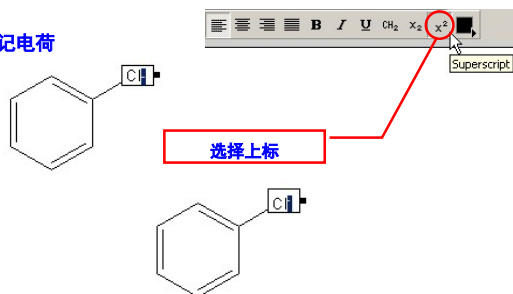 B I U CH₂ X₂ X²
记电荷
Superscript
Cl-
选择上标
Cl-